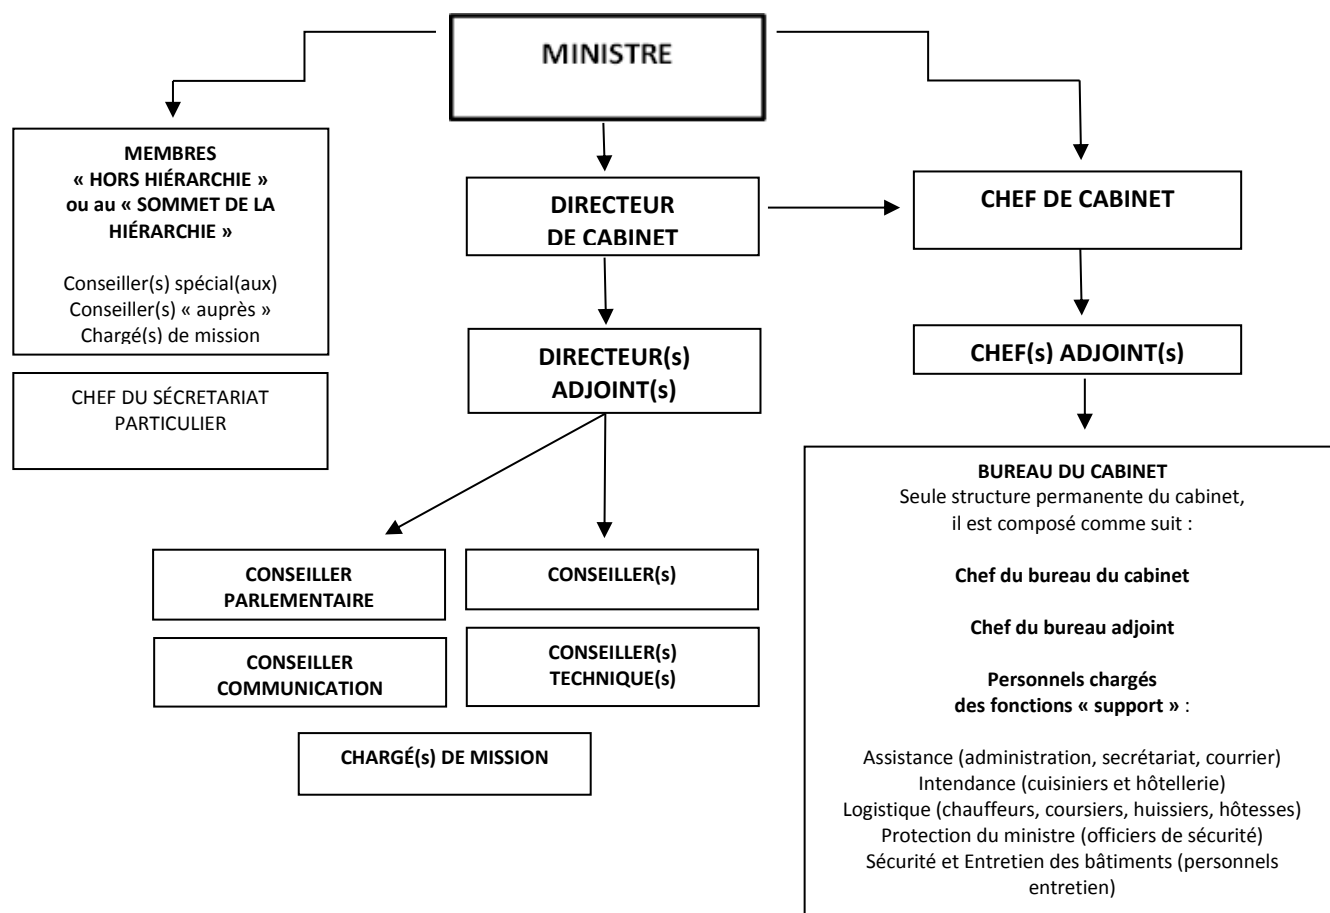 MINISTRE
MEMBRES
« HORS HIÉRARCHIE »
ou au « SOMMET DE LA
HIÉRARCHIE »
Conseiller(s) spécial(aux)
Conseiller(s) « auprès »
Chargé(s) de mission
CHEF DU SÉCRETARIAT
PARTICULIER
DIRECTEUR
DE CABINET
CHEF DE CABINET
DIRECTEUR(s)
ADJOINT(s)
CHEF(s) ADJOINT(s)
CONSEILLER
PARLEMENTAIRE
CONSEILLER(s)
CONSEILLER
COMMUNICATION
CONSEILLER(s)
TECHNIQUE(s)
CHARGÉ(s) DE MISSION
BUREAU DU CABINET
Seule structure permanente du cabinet,
il est composé comme suit :
Chef du bureau du cabinet
Chef du bureau adjoint
Personnels chargés
des fonctions « support » :
Assistance (administration, secrétariat, courrier)
Intendance (cuisiniers et hôtellerie)
Logistique (chauffeurs, coursiers, huissiers, hôtesses)
Protection du ministre (officiers de sécurité)
Sécurité et Entretien des bâtiments (personnels
entretien)